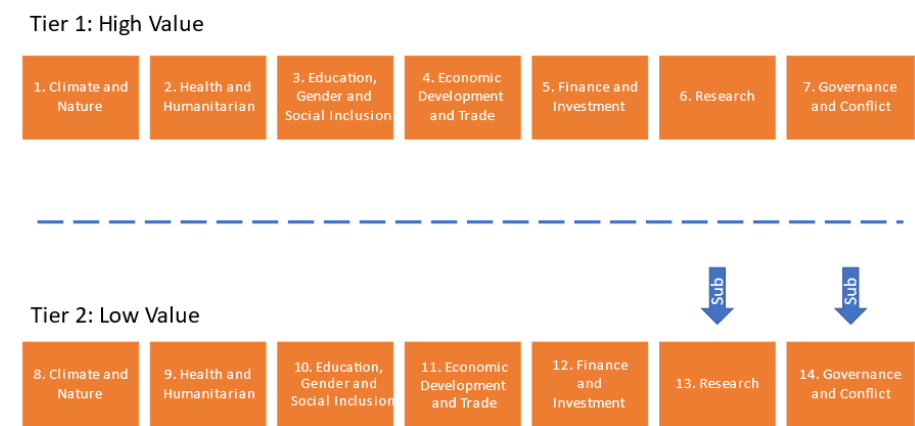 Tier 1: High Value
1. Climate and
Nature
2. Health and
Humanitarian
3. Education,
Gender and
Social Inclusion
4. Economic
Development
and Trade
5. Finance and
Investment
6. Research
7. Governance
and Conflict
Sub
Sub
Tier 2: Low Value
8. Climate and
Nature
9. Health and
Humanitarian
10. Education,
Gender and
Social Inclusion
11. Economic
Development
and Trade
12. Finance
and
Investment
13. Research
14. Governance
and Conflict